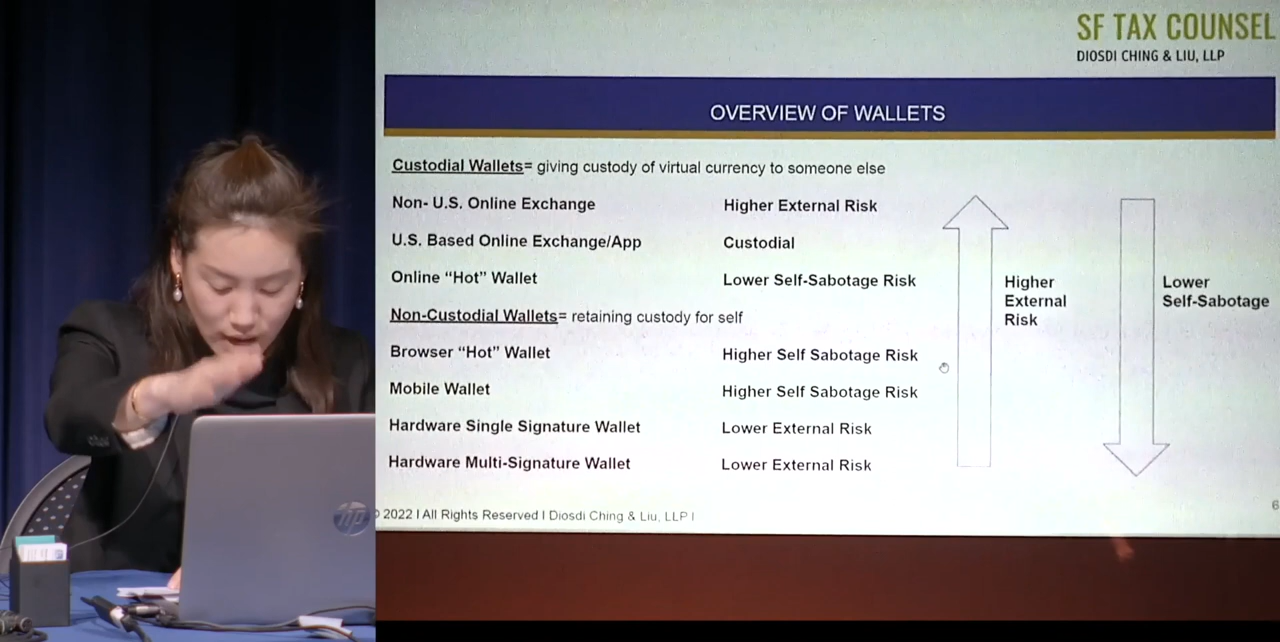 SF TAX COUNSEL
DIOSDI CHING & LIU, LLP
OVERVIEW OF WALLETS
Custodial Wallets= giving custody of virtual currency to someone else
Non- U.S. Online Exchange Higher External Risk
U.S. Based Online Exchange/App Custodial
Online “Hot” Wallet Lower Self-Sabotage Risk
Non-Custodial Wallets= retaining custody for self
Browser “Hot” Wallet Higher Self Sabotage Risk
Mobile Wallet Higher Self Sabotage Risk
Hardware Single Signature Wallet Lower External Risk
Hardware Multi-Signature Wallet Lower External Risk
Higher
External
Risk
Lower
Self-Sabotage
© 2022 I All Rights Reserved I Diosdi Ching & Liu, LLP I
6
hp